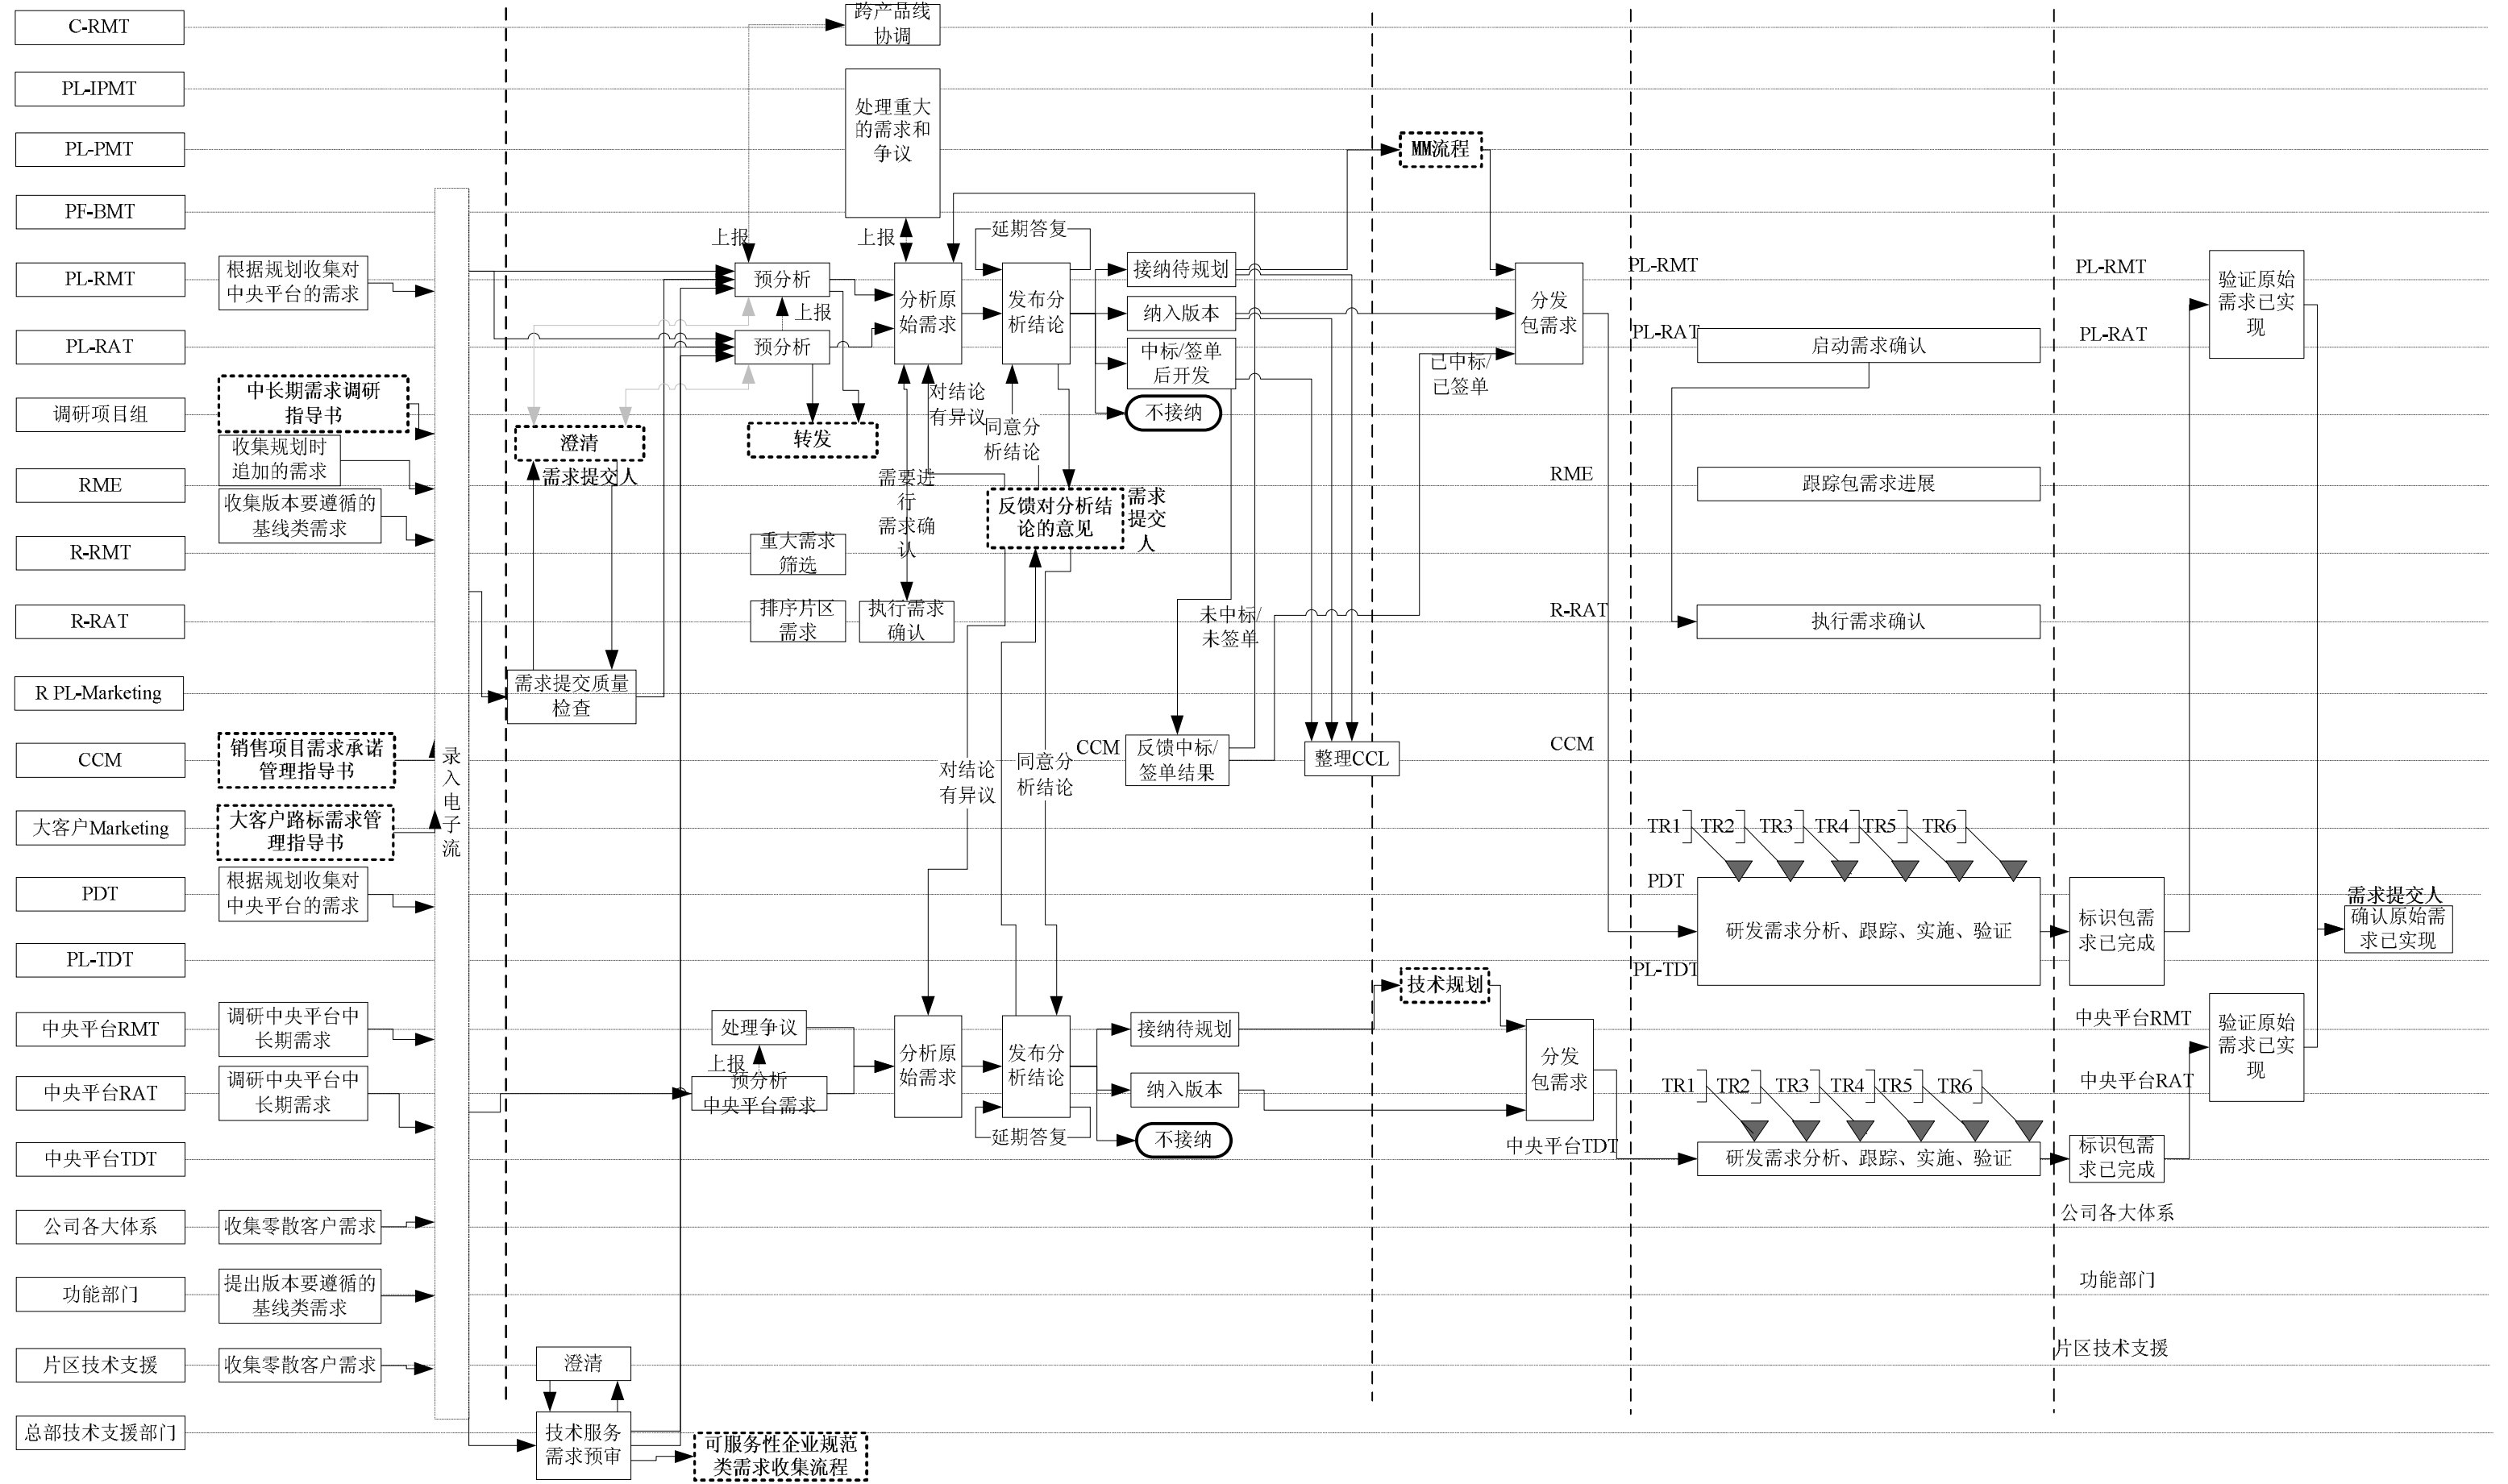 C-RMT
PL-IPMT
PL-PMT
PF-BMT
PL-RMT
PL-RAT
调研项目组
RME
R-RMT
R-RAT
R PL-Marketing
CCM
大客户Marketing
PDT
PL-TDT
中央平台RMT
中央平台RAT
中央平台TDT
公司各大体系
功能部门
片区技术支援
总部技术支援部门
根据规划收集对
中央平台的需求
中长期需求调研
指导书
收集规划时
追加的需求
收集版本要遵循的
基线类需求
销售项目需求承诺
管理指导书
大客户路标需求管
理指导书
根据规划收集对
中央平台的需求
调研中央平台中
长期需求
调研中央平台中
长期需求
收集零散客户需求
提出版本要遵循的
基线类需求
收集零散客户需求
录
入
电
子
流
澄清
需求提交人
需求提交质量
检查
澄清
技术服务
需求预审
可服务性企业规范
类需求收集流程
跨产品线
协调
处理重大
的需求和
争议
上报
上报
预分析
上报
预分析
转发
分析原
始需求
延期答复
发布分
析结论
接纳待规划
纳入版本
中标/签单
后开发
不接纳
对结论
有异议
同意分
析结论
需要进
行
需求确
认
反馈对分析结
论的意见
需求
提交
人
重大需求
筛选
排序片区
需求
执行需求
确认
未中标/
未签单
CCM
反馈中标/
签单结果
整理CCL
对结论
有异议
同意分
析结论
处理争议
上报
预分析
中央平台需求
分析原
始需求
发布分
析结论
延期答复
接纳待规划
纳入版本
不接纳
MM流程
分发
包需求
已中标/
已签单
技术规划
分发
包需求
PL-RMT
PL-RAT
RME
R-RAT
CCM
PDT
PL-TDT
中央平台TDT
启动需求确认
跟踪包需求进展
执行需求确认
TR1
TR2
TR3
TR4
TR5
TR6
研发需求分析、跟踪、实施、验证
TR1
TR2
TR3
TR4
TR5
TR6
研发需求分析、跟踪、实施、验证
PL-RMT
PL-RAT
验证原始
需求已实
现
标识包需
求已完成
需求提交人
确认原始需
求已实现
中央平台RMT
中央平台RAT
验证原始
需求已实
现
标识包需
求已完成
公司各大体系
功能部门
片区技术支援